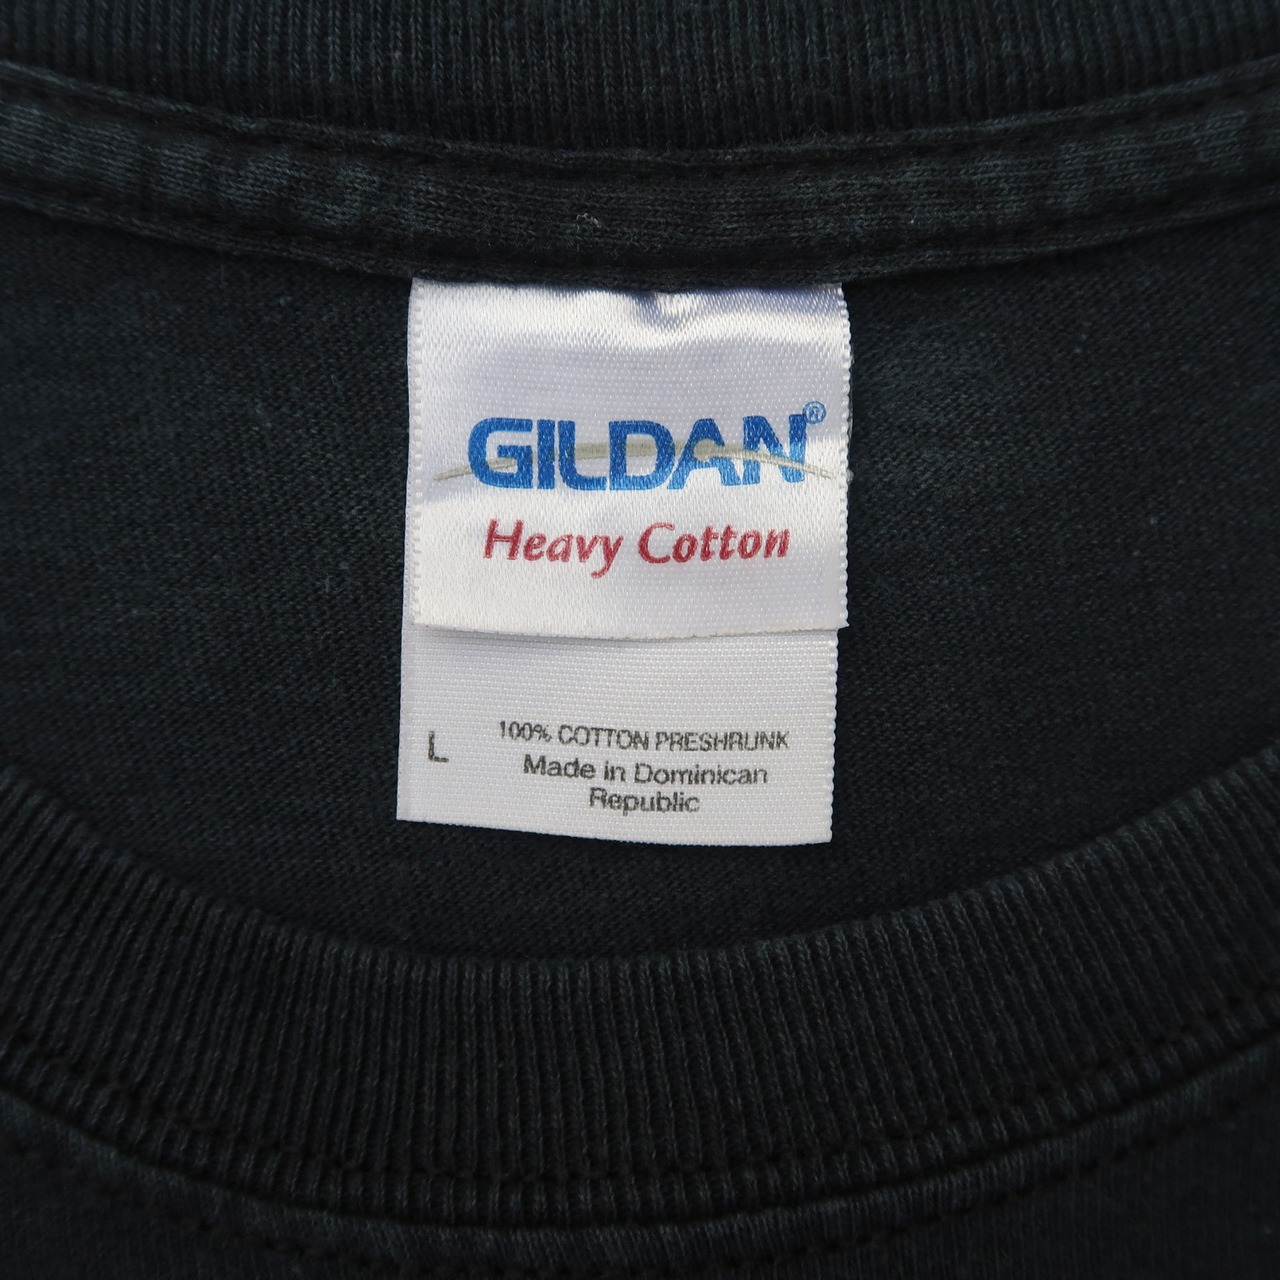 GILDAN®
Heavy Cotton
L
100% COTTON PRESHRUNK
Made in Dominican
Republic